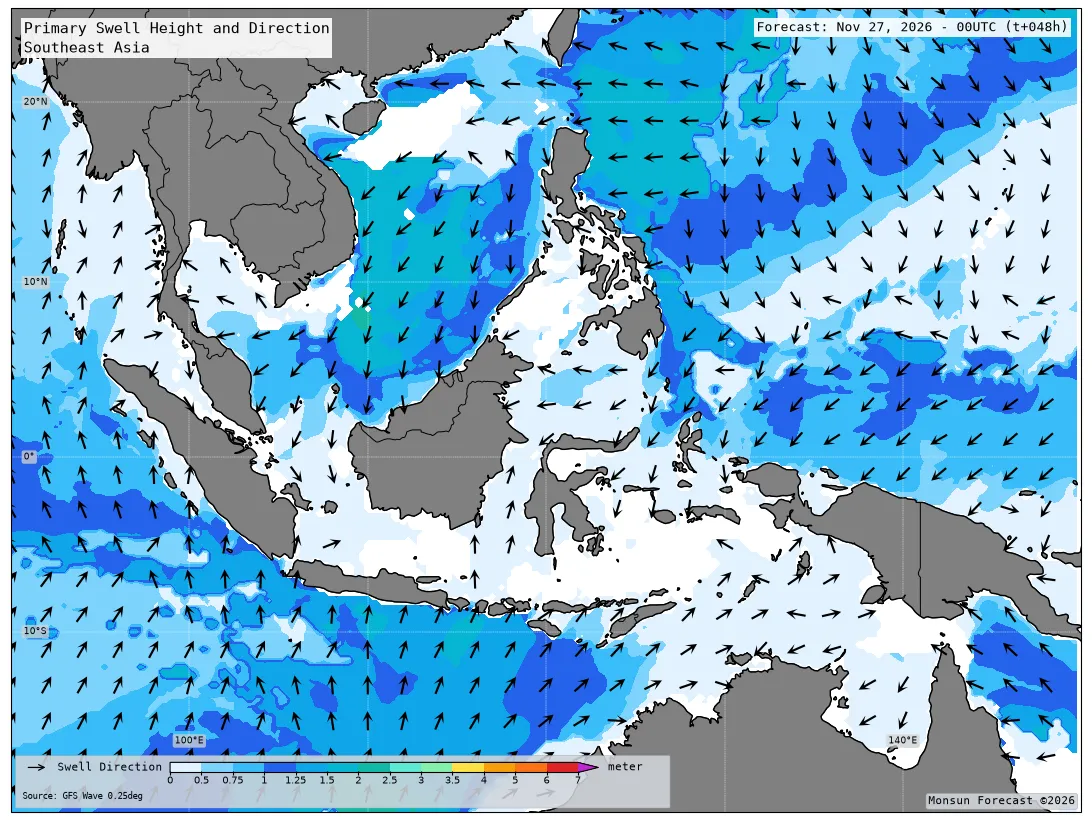 Primary Swell Height and Direction
Southeast Asia
Forecast: Nov 27, 2026 - 00UTC (t+048h)
20°N
10°N
0°
10°S
100°E
140°E
Swell Direction
0 0.5 0.75 1 1.25 1.5 2 2.5 3 3.5 4 5 6 7
meter
Source: GFS Wave 0.25deg
Monsun Forecast ©2026